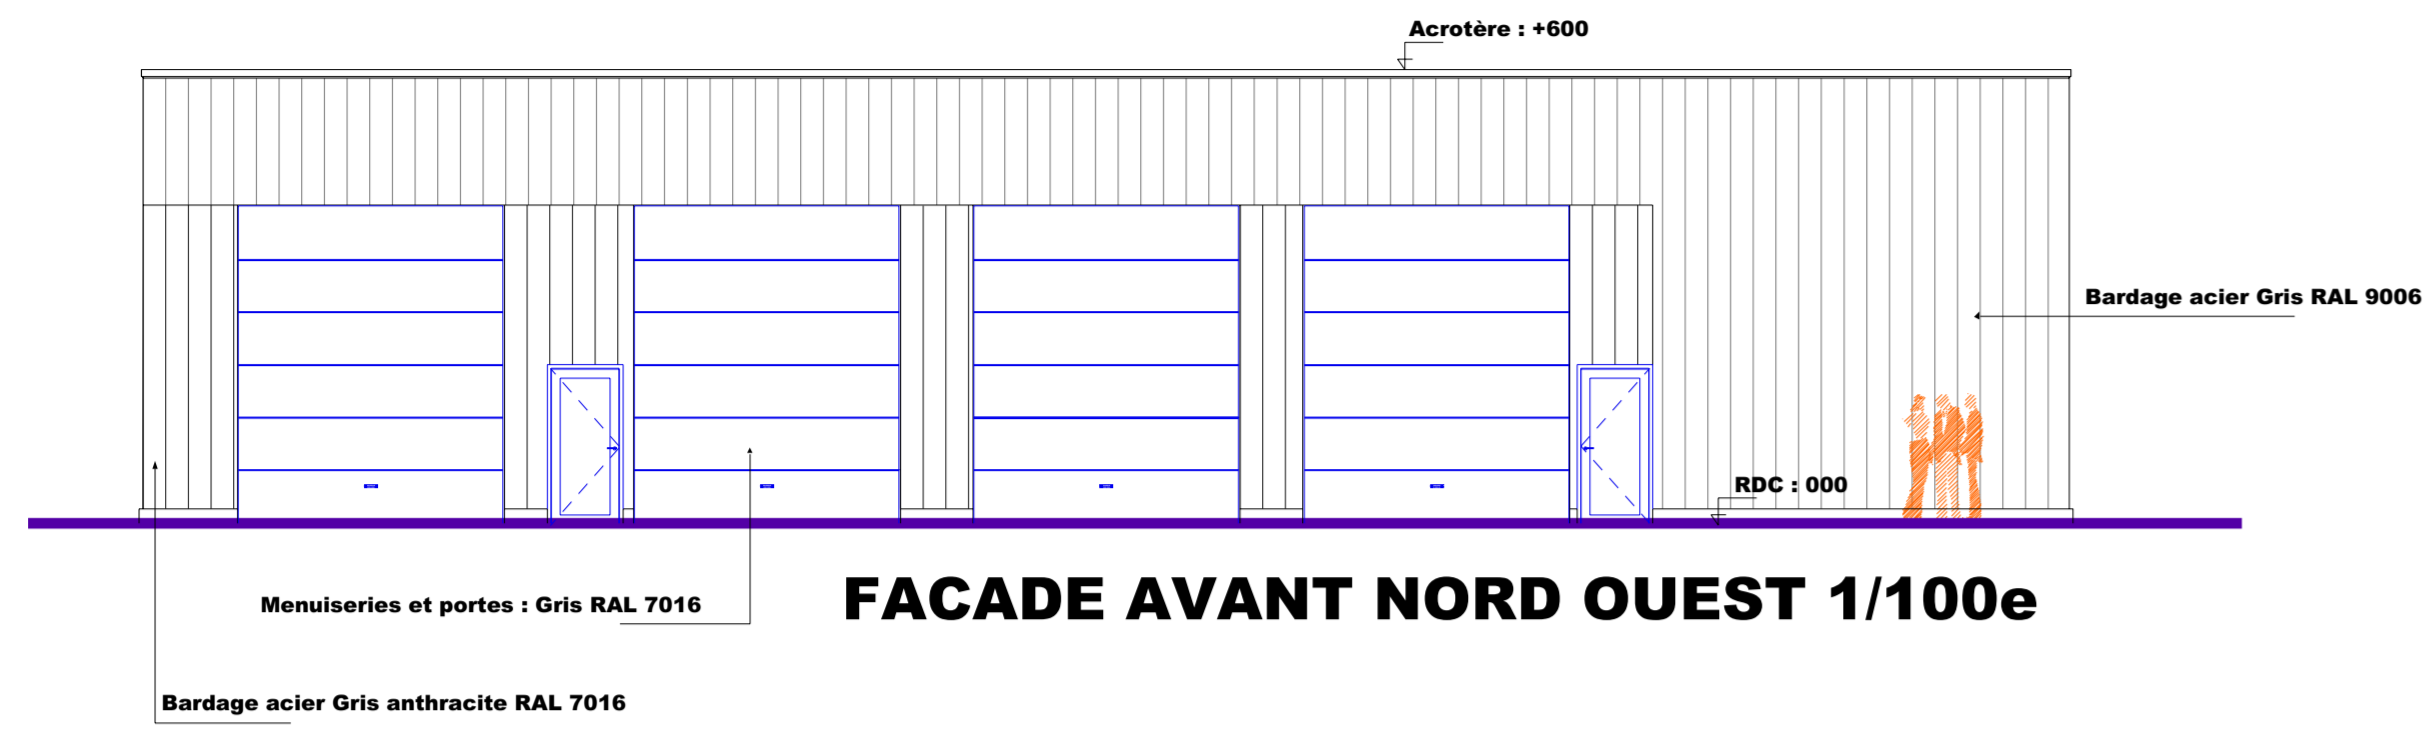 Acrotère : +600
Bardage acier Gris RAL 9006
RDC : 000
Menuiseries et portes : Gris RAL 7016
FACADE AVANT NORD OUEST 1/100e
Bardage acier Gris anthracite RAL 7016